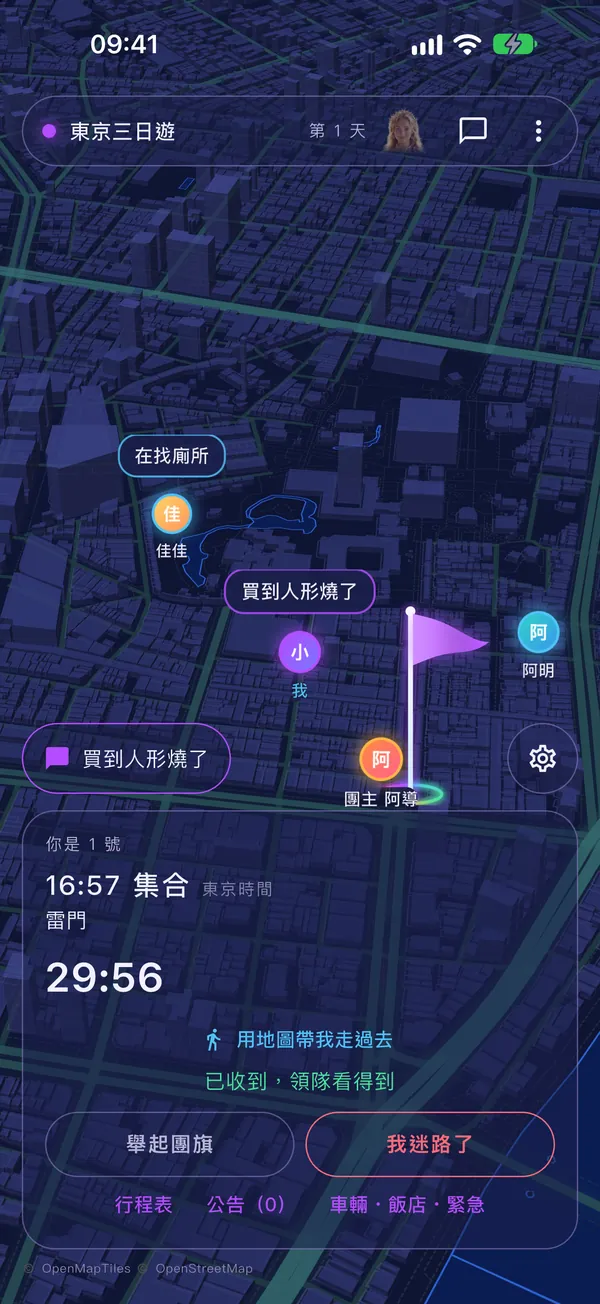 09:41
東京三日遊
第 1 天
在找廁所
佳
佳佳
買到人形燒了
小
我
阿
阿明
買到人形燒了
阿
團主 阿導
你是 1 號
16:57 集合 東京時間
雷門
29:56
用地圖帶我走過去
已收到，領隊看得到
舉起團旗
我迷路了
行程表
公告（0）
車輛・飯店・緊急
© OpenMapTiles © OpenStreetMap